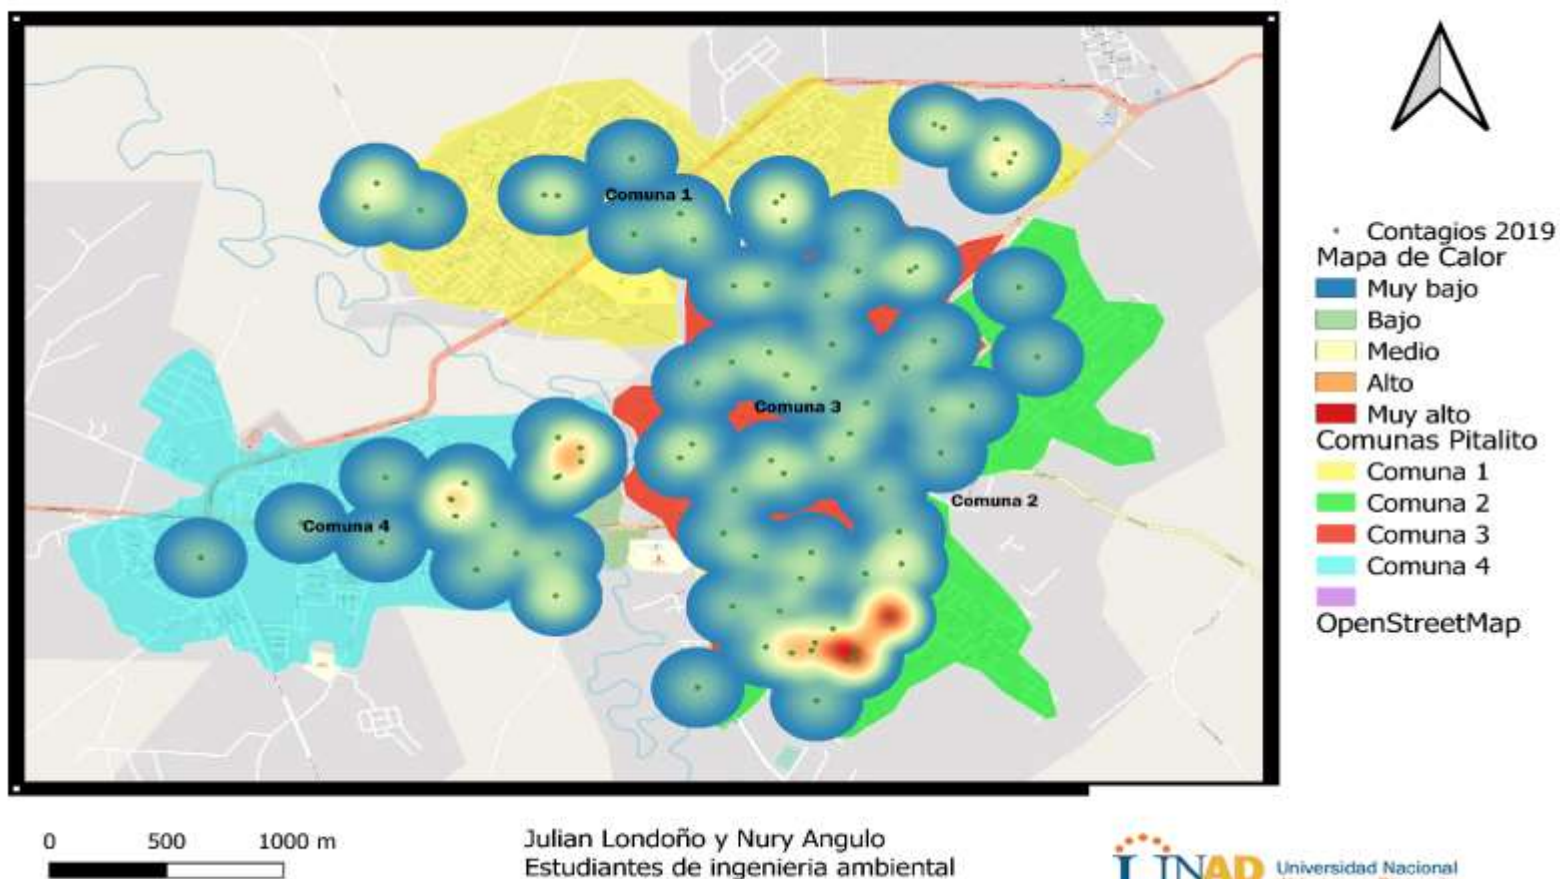 Comuna 1
Comuna 3
Comuna 2
Comuna 4
Contagios 2019
Mapa de Calor
Muy bajo
Bajo
Medio
Alto
Muy alto
Comunas Pitalito
Comuna 1
Comuna 2
Comuna 3
Comuna 4
OpenStreetMap
0 500 1000 m
Julian Londoño y Nury Angulo
Estudiantes de ingenieria ambiental
UNAD Universidad Nacional